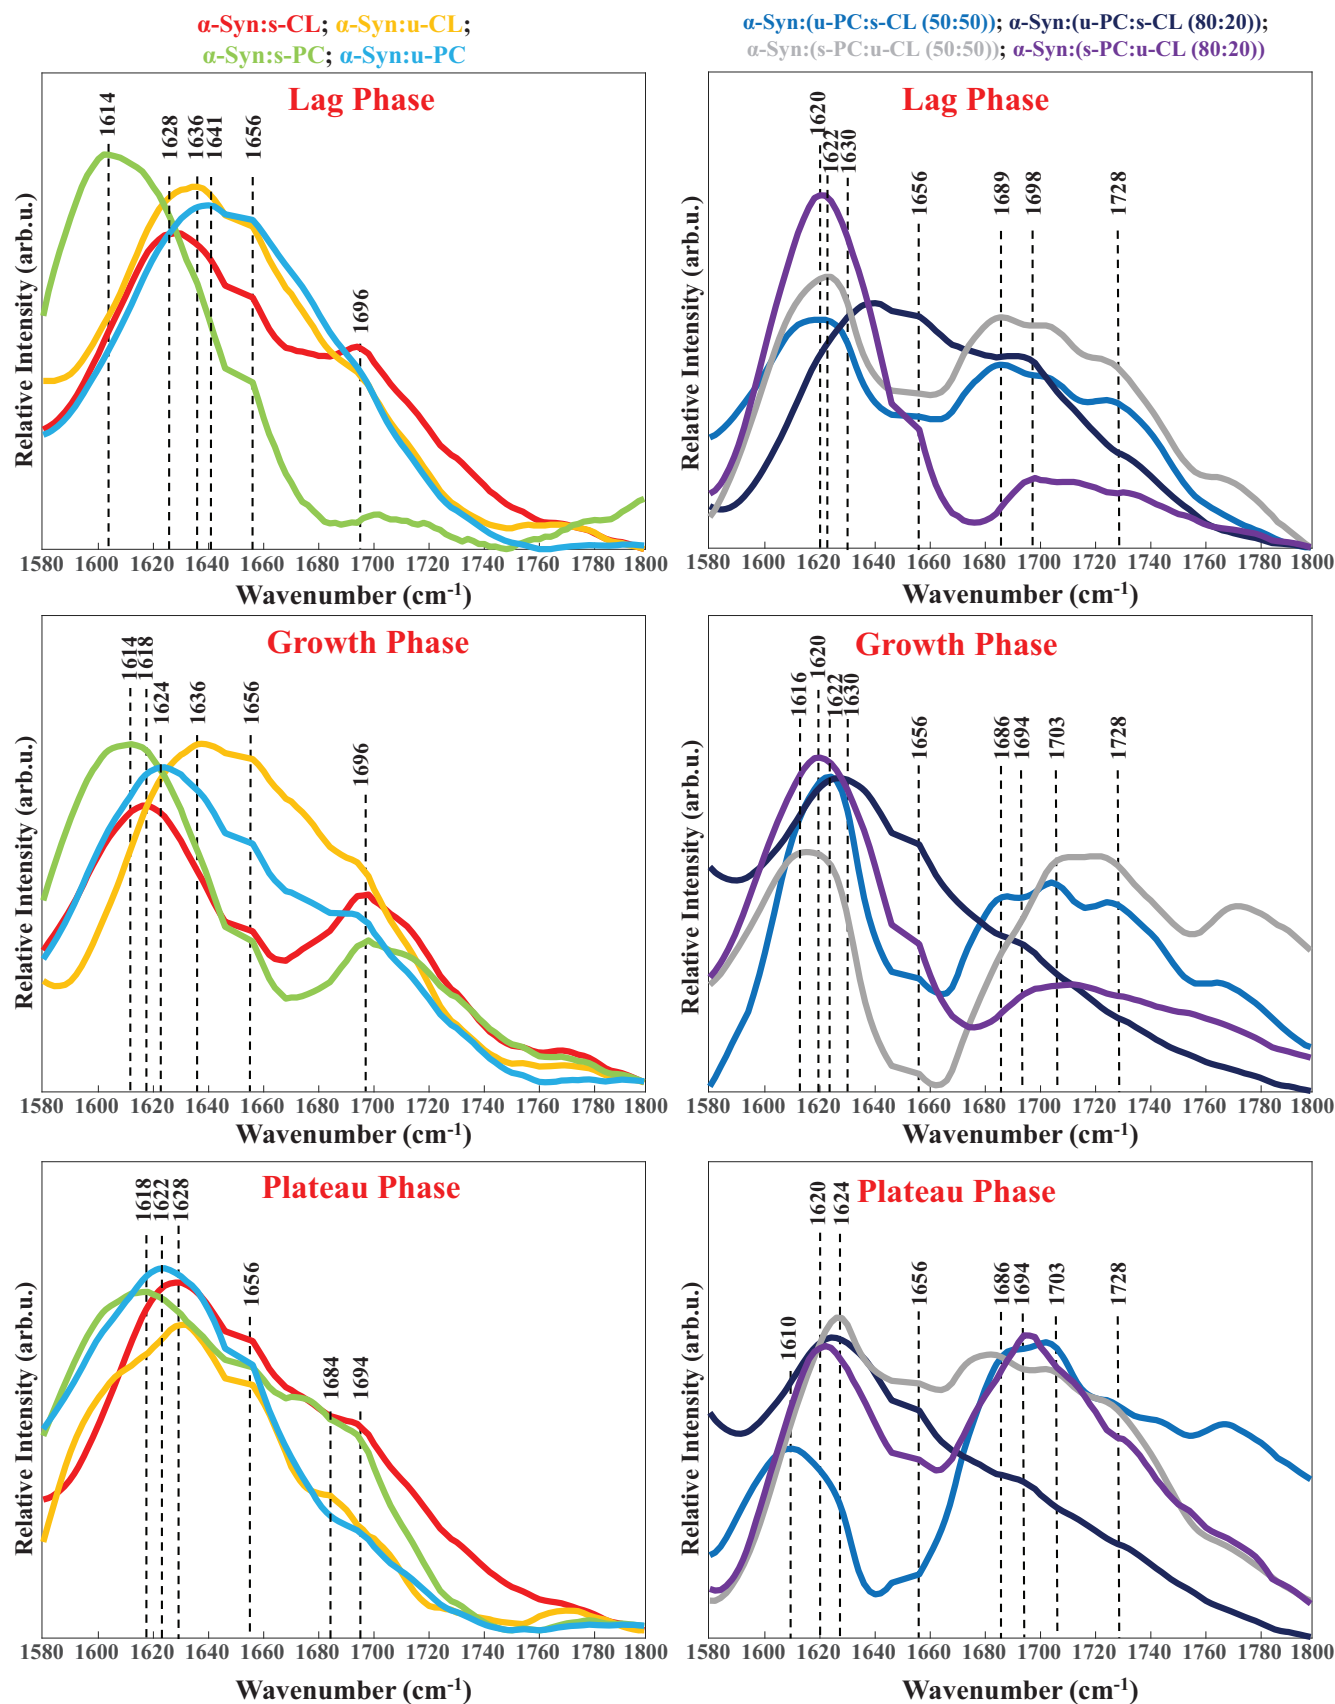 α-Syn:s-CL; α-Syn:u-CL;
α-Syn:s-PC; α-Syn:u-PC
Lag Phase
1614
1628
1636
1641
1656
1696
Relative Intensity (arb.u.)
1580 1600 1620 1640 1660 1680 1700 1720 1740 1760 1780 1800
Wavenumber (cm⁻¹)
α-Syn:(u-PC:s-CL (50:50)); α-Syn:(u-PC:s-CL (80:20));
α-Syn:(s-PC:u-CL (50:50)); α-Syn:(s-PC:u-CL (80:20))
Lag Phase
1620
1622
1630
1656
1689
1698
1728
Relative Intensity (arb.u.)
1580 1600 1620 1640 1660 1680 1700 1720 1740 1760 1780 1800
Wavenumber (cm⁻¹)
Growth Phase
1614
1618
1624
1636
1656
1696
Relative Intensity (arb.u.)
1580 1600 1620 1640 1660 1680 1700 1720 1740 1760 1780 1800
Wavenumber (cm⁻¹)
Growth Phase
1616
1620
1622
1630
1656
1686
1694
1703
1728
Relative Intensity (arb.u.)
1580 1600 1620 1640 1660 1680 1700 1720 1740 1760 1780 1800
Wavenumber (cm⁻¹)
Plateau Phase
1618
1622
1628
1656
1684
1694
Relative Intensity (arb.u.)
1580 1600 1620 1640 1660 1680 1700 1720 1740 1760 1780 1800
Wavenumber (cm⁻¹)
Plateau Phase
1610
1620
1624
1656
1686
1694
1703
1728
Relative Intensity (arb.u.)
1580 1600 1620 1640 1660 1680 1700 1720 1740 1760 1780 1800
Wavenumber (cm⁻¹)